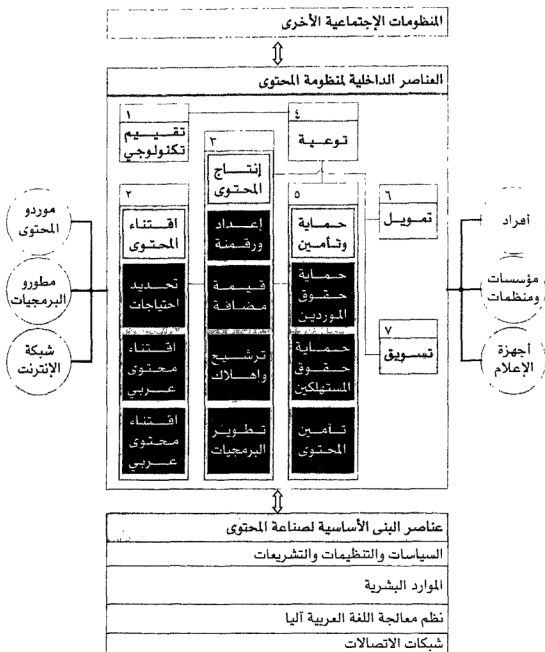 المنظومات الإجتماعية الأخرى
العناصر الداخلية لمنظومة المحتوى
١
تقييم
تكنولوجي
٤
توعية
٣
إنتاج
المحتوى
إعداد
ورقمنة
قيمة
مضافة
ترشيح
وإهلاك
تطوير
البرمجيات
٢
اقتناء
المحتوى
تحديد
احتياجات
اقتناء
محتوى
عربي
اقتناء
محتوى
عربي
٥
حماية
وتأمين
حماية
حقوق
الموردين
حماية
حقوق
المستهلكين
تأمين
المحتوى
٦
تمويل
٧
تسويق
موردو
المحتوى
مطورو
البرمجيات
شبكة
الإنترنت
أفراد
مؤسسات
ومنظمات
أجهزة
الإعلام
عناصر البنى الأساسية لصناعة المحتوى
السياسات والتنظيمات والتشريعات
الموارد البشرية
نظم معالجة اللغة العربية آليا
شبكات الاتصالات